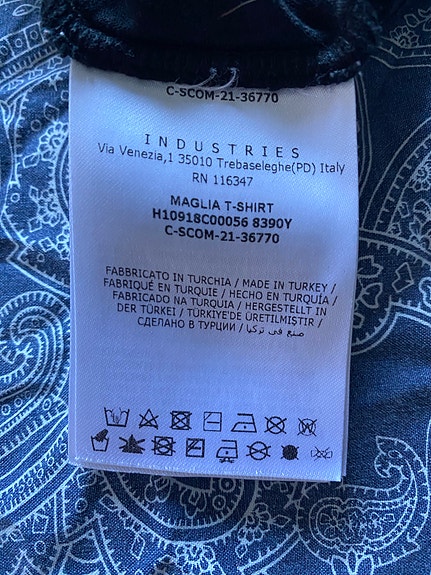 C-SCOM-21-36770
INDUSTRIES
Via Venezia,1 35010 Trebaseleghe(PD) Italy
RN 116347
MAGLIA T-SHIRT
H10918C00056 8390Y
C-SCOM-21-36770
FABBRICATO IN TURCHIA / MADE IN TURKEY /
FABRIQUÉ EN TURQUIE / HECHO EN TURQUÍA /
FABRICADO NA TURQUIA / HERGESTELLT IN
DER TÜRKEI / TÜRKIYE'DE ÜRETILMIŞTIR /
СДЕЛАНО В ТУРЦИИ / صنع في تركيا